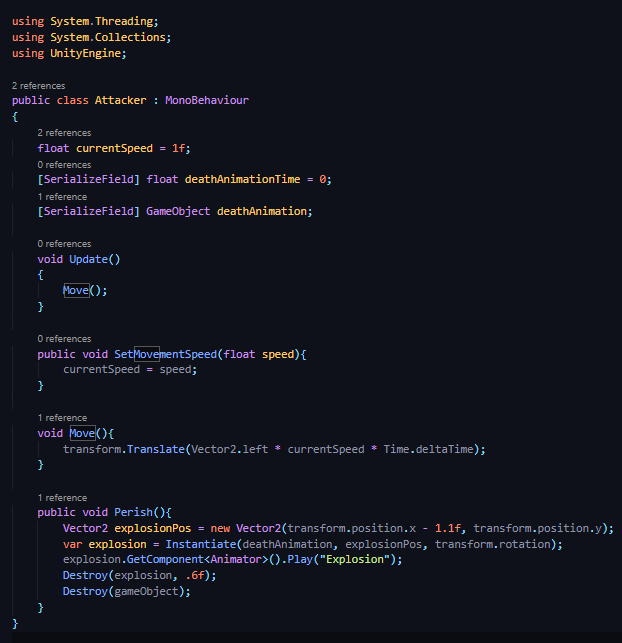 using System.Threading;
using System.Collections;
using UnityEngine;
2 references
public class Attacker : MonoBehaviour
{
2 references
float currentSpeed = 1f;
0 references
[SerializeField] float deathAnimationTime = 0;
1 reference
[SerializeField] GameObject deathAnimation;
0 references
void Update()
{
Move();
}
0 references
public void SetMovementSpeed(float speed){
currentSpeed = speed;
}
1 reference
void Move(){
transform.Translate(Vector2.left * currentSpeed * Time.deltaTime);
}
1 reference
public void Perish(){
Vector2 explosionPos = new Vector2(transform.position.x - 1.1f, transform.position.y);
var explosion = Instantiate(deathAnimation, explosionPos, transform.rotation);
explosion.GetComponent<Animator>().Play("Explosion");
Destroy(explosion, .6f);
Destroy(gameObject);
}
}